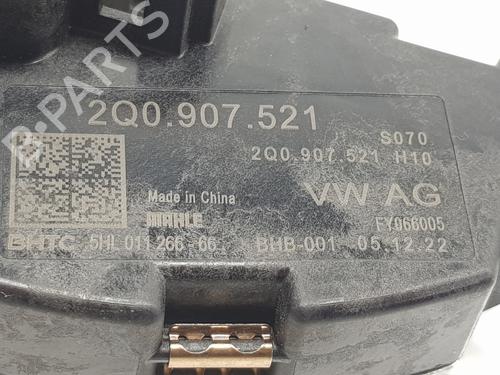 2Q0.907.521
S070
2Q0.907.521 H10
Made in China
VW AG
MAHLE
FY066005
BHTC 5HL 011 266-66 BHB-001 05.12.22
B-PARTS